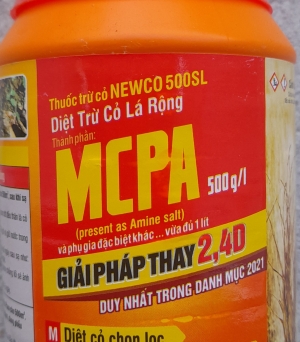 Thuốc trừ cỏ NEWCO 500SL
Diệt Trừ Cỏ Lá Rộng
Thành phần:
MCPA 500 g/l
(present as Amine salt)
và phụ gia đặc biệt khác ... vừa đủ 1 lít
GIẢI PHÁP THAY 2,4D
DUY NHẤT TRONG DANH MỤC 2021
M Diệt cỏ chọn lọc